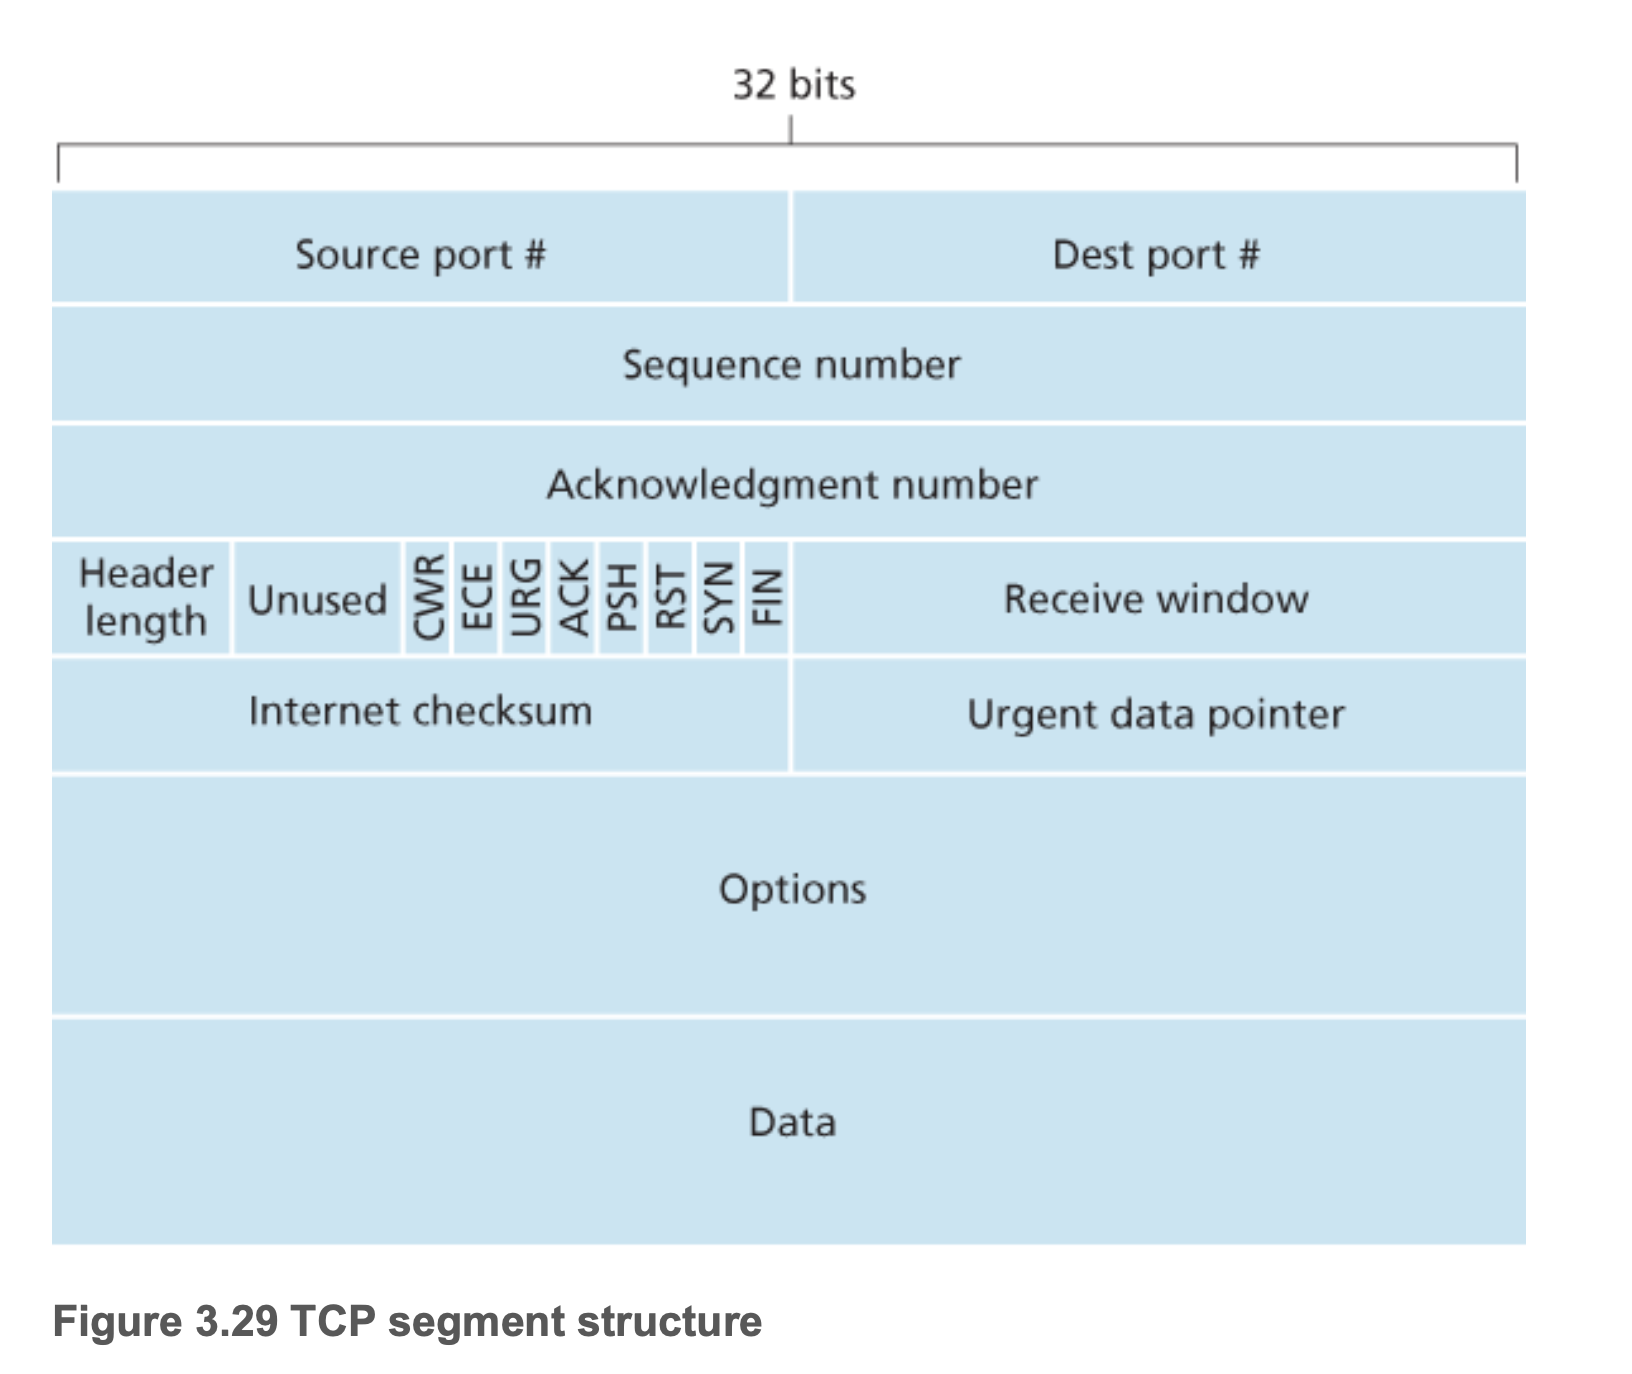 32 bits
Source port #
Dest port #
Sequence number
Acknowledgment number
Header
length
Unused
CWR
ECE
URG
ACK
PSH
RST
SYN
FIN
Receive window
Internet checksum
Urgent data pointer
Options
Data
Figure 3.29 TCP segment structure